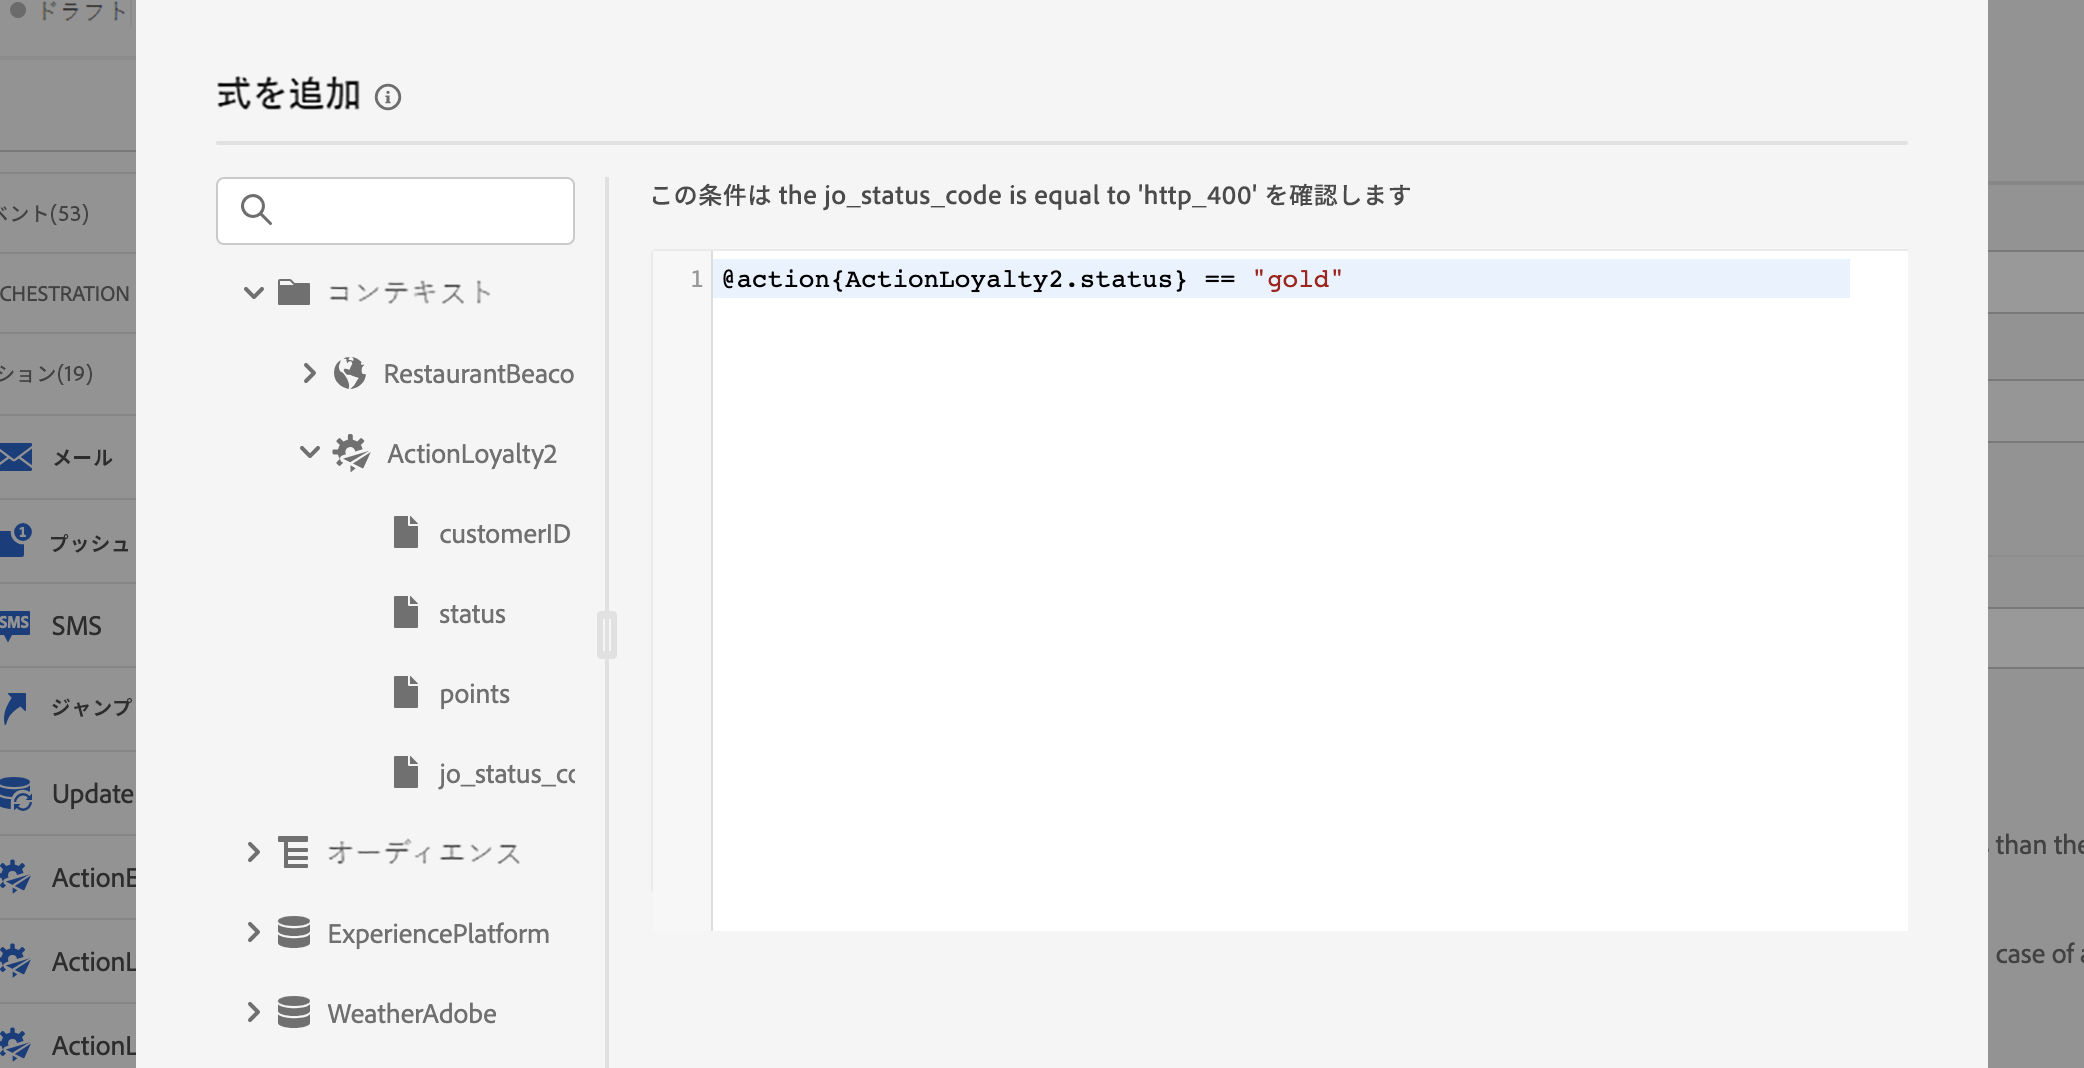 ドラフト
式を追加
この条件は the jo_status_code is equal to 'http_400' を確認します
1 @action{ActionLoyalty2.status} == "gold"
コンテキスト
RestaurantBeaco
ActionLoyalty2
customerID
status
points
jo_status_co
オーディエンス
ExperiencePlatform
WeatherAdobe
ベント(53)
CHESTRATION
ション(19)
メール
1
プッシュ
SMS
SMS
ジャンプ
Update
ActionE
ActionL
ActionL
than the
case of a